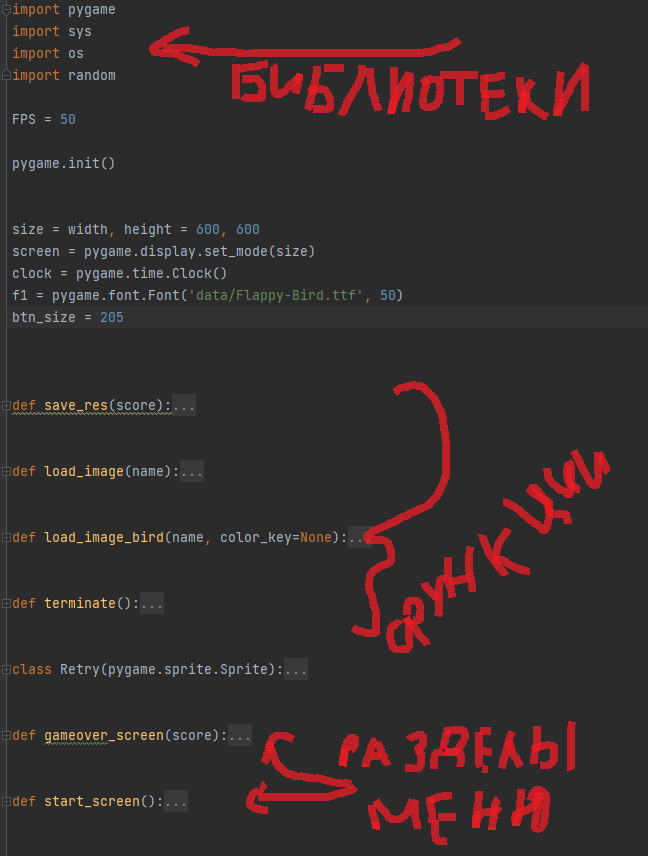 import pygame
import sys
import os
import random
БИБЛИОТЕКИ
FPS = 50
pygame.init()
size = width, height = 600, 600
screen = pygame.display.set_mode(size)
clock = pygame.time.Clock()
f1 = pygame.font.Font('data/Flappy-Bird.ttf', 50)
btn_size = 205
def save_res(score):...
def load_image(name):...
def load_image_bird(name, color_key=None):...
ФУНКЦИИ
def terminate():...
class Retry(pygame.sprite.Sprite):...
def gameover_screen(score):...
РАЗДЕЛЫ
def start_screen():...
МЕНЮ